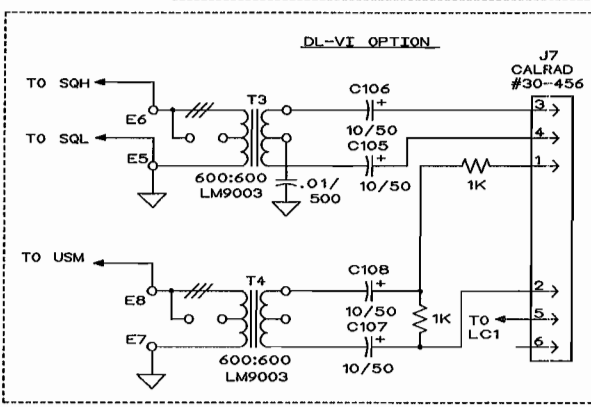 DL-VI OPTION
J7
CALRAD
#30-456
TO SQH
E6
TO SQL
E5
T3
600:600
LM9003
.01/
500
C106
+
10/50
C105
+
10/50
3
4
1
1K
TO USM
E8
E7
T4
600:600
LM9003
C108
+
10/50
C107
+
10/50
1K
2
TO
LC1
5
6